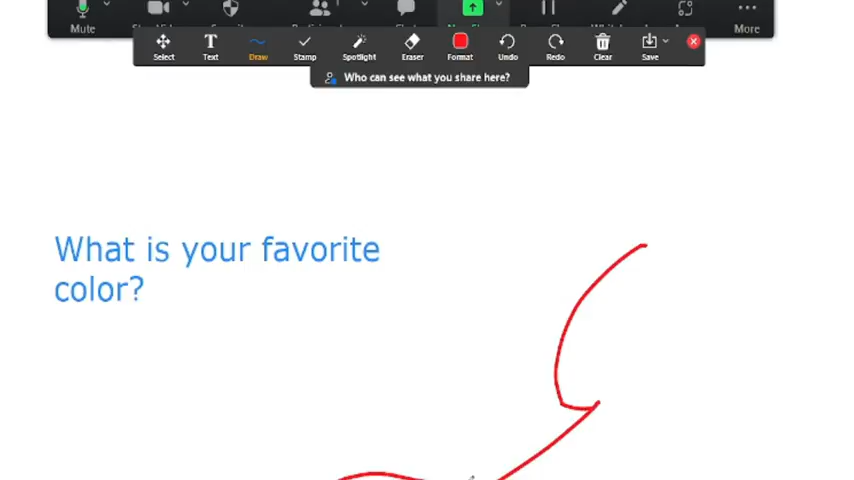 Mute
More
Select
Text
Draw
Stamp
Spotlight
Eraser
Format
Undo
Redo
Clear
Save
Who can see what you share here?
What is your favorite
color?